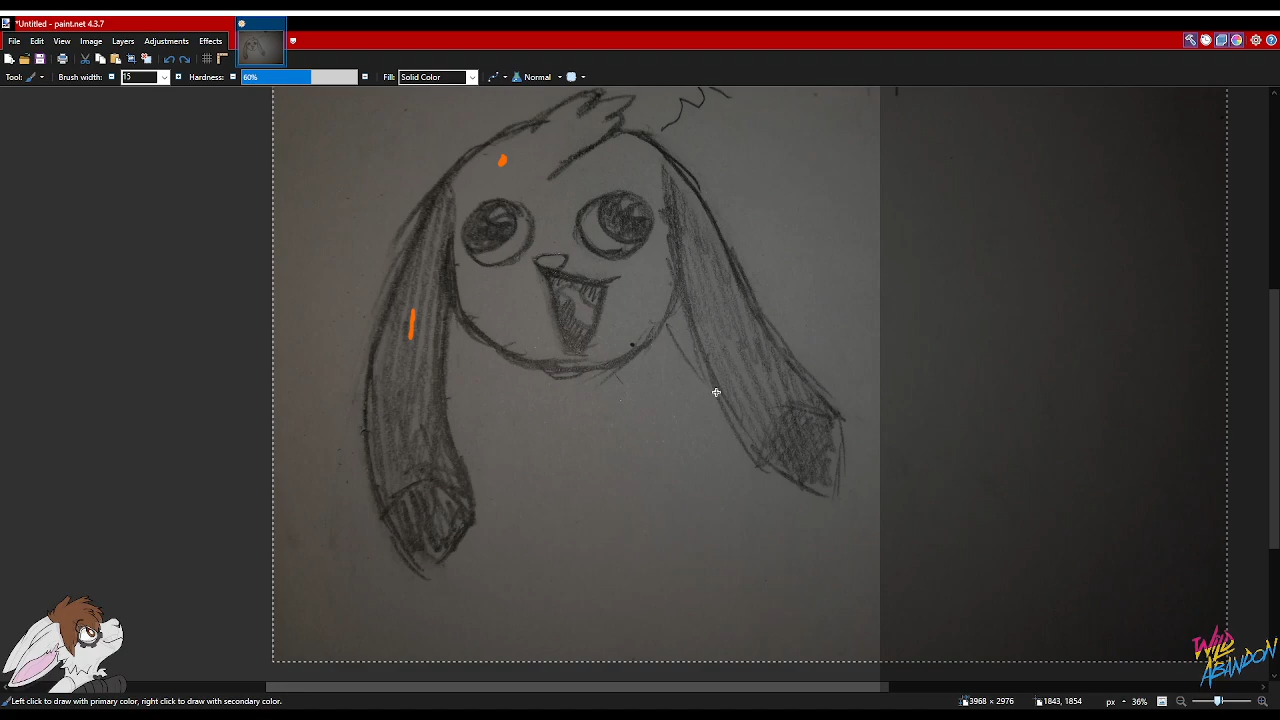 *Untitled - paint.net 4.3.7
File Edit View Image Layers Adjustments Effects
Tool: Brush width: 15 Hardness: 60% Fill: Solid Color Normal
WILD
ABANDON
Left click to draw with primary color, right click to draw with secondary color. 3968 × 2976 1843, 1854 px 36%